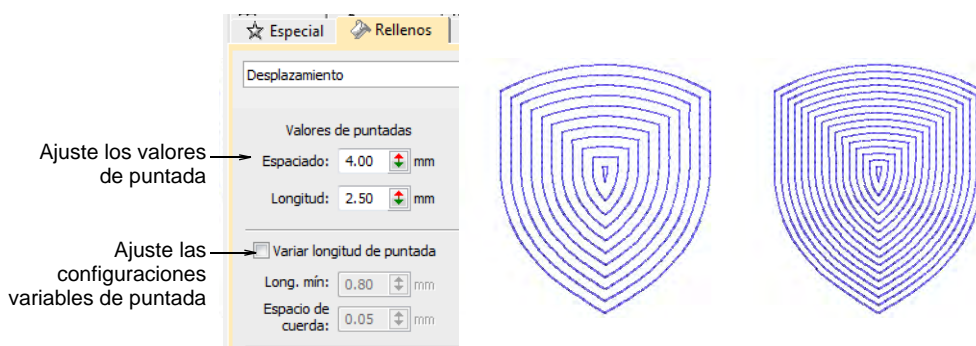 Especial
Rellenos
Desplazamiento
Valores de puntadas
Ajuste los valores
de puntada
Espaciado: 4.00 mm
Longitud: 2.50 mm
Ajuste las
configuraciones
variables de puntada
Variar longitud de puntada
Long. mín: 0.80 mm
Espacio de
cuerda: 0.05 mm